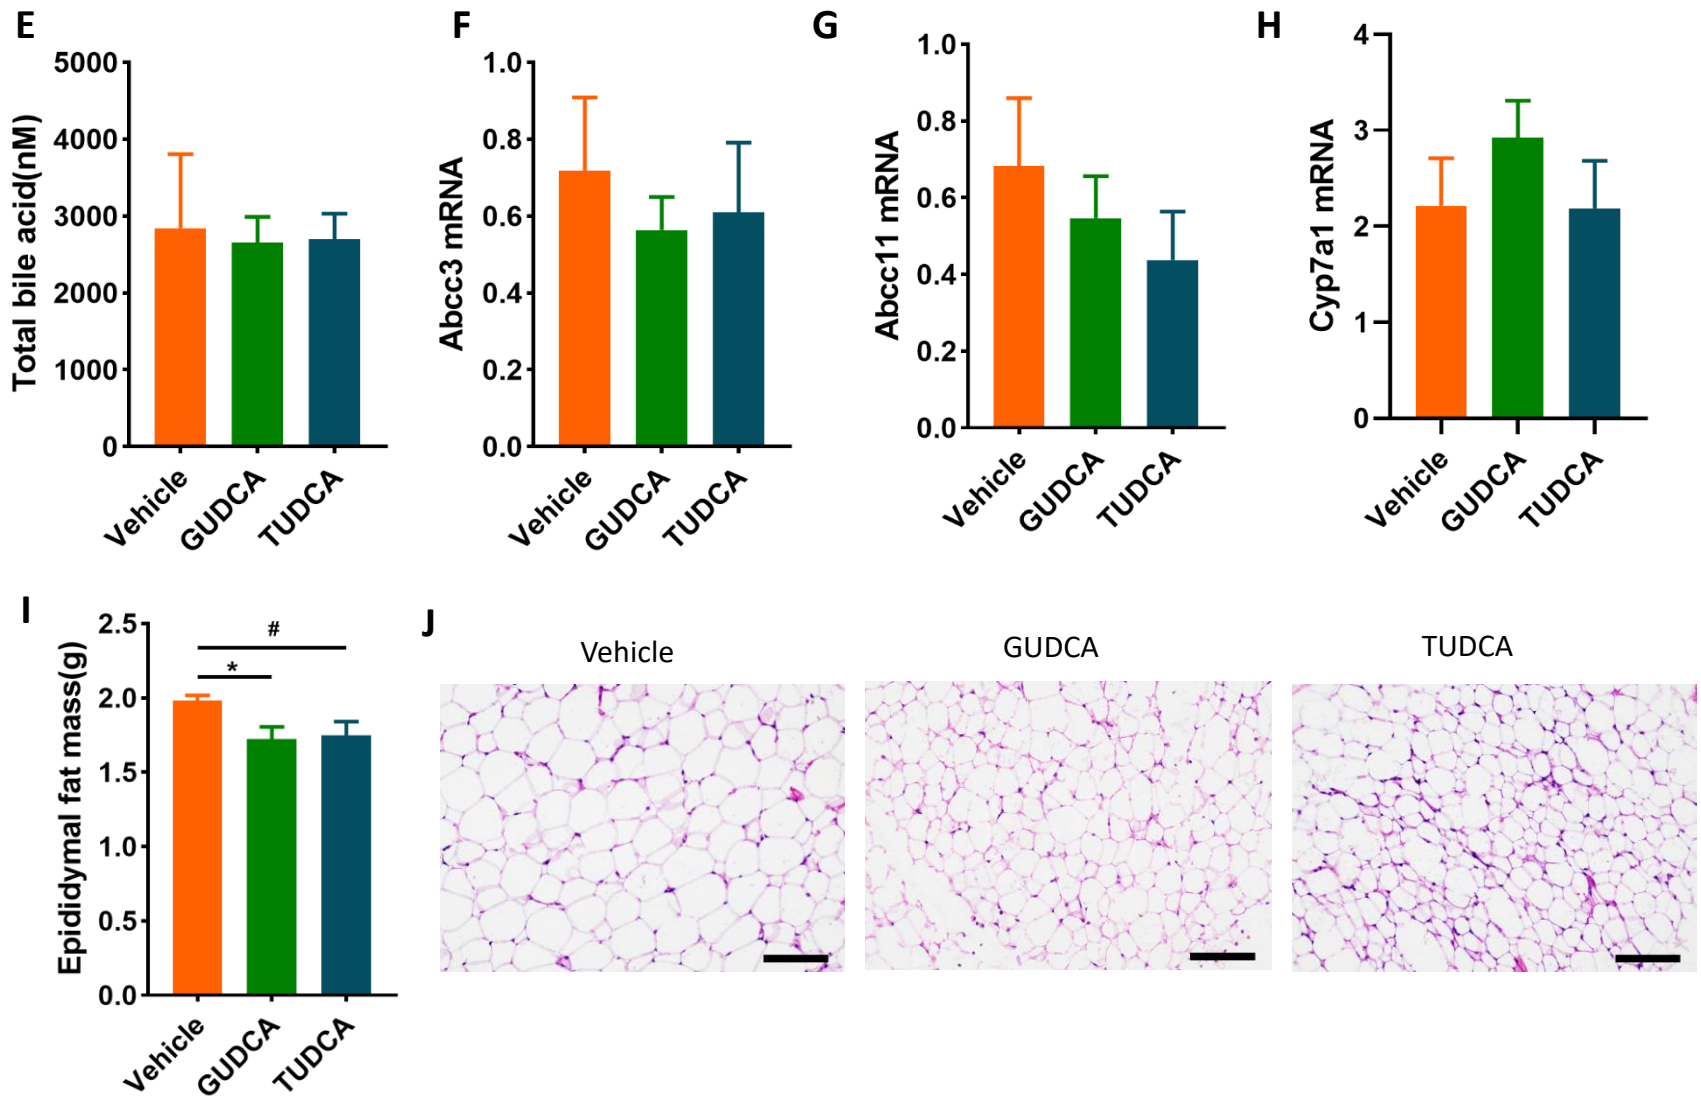 E
Total bile acid(nM)
5000
4000
3000
2000
1000
0
Vehicle
GUDCA
TUDCA
F
Abcc3 mRNA
1.0
0.8
0.6
0.4
0.2
0.0
Vehicle
GUDCA
TUDCA
G
Abcc11 mRNA
1.0
0.8
0.6
0.4
0.2
0.0
Vehicle
GUDCA
TUDCA
H
Cyp7a1 mRNA
4
3
2
1
0
Vehicle
GUDCA
TUDCA
I
Epididymal fat mass(g)
2.5
2.0
1.5
1.0
0.5
0.0
#
*
Vehicle
GUDCA
TUDCA
J
Vehicle
GUDCA
TUDCA